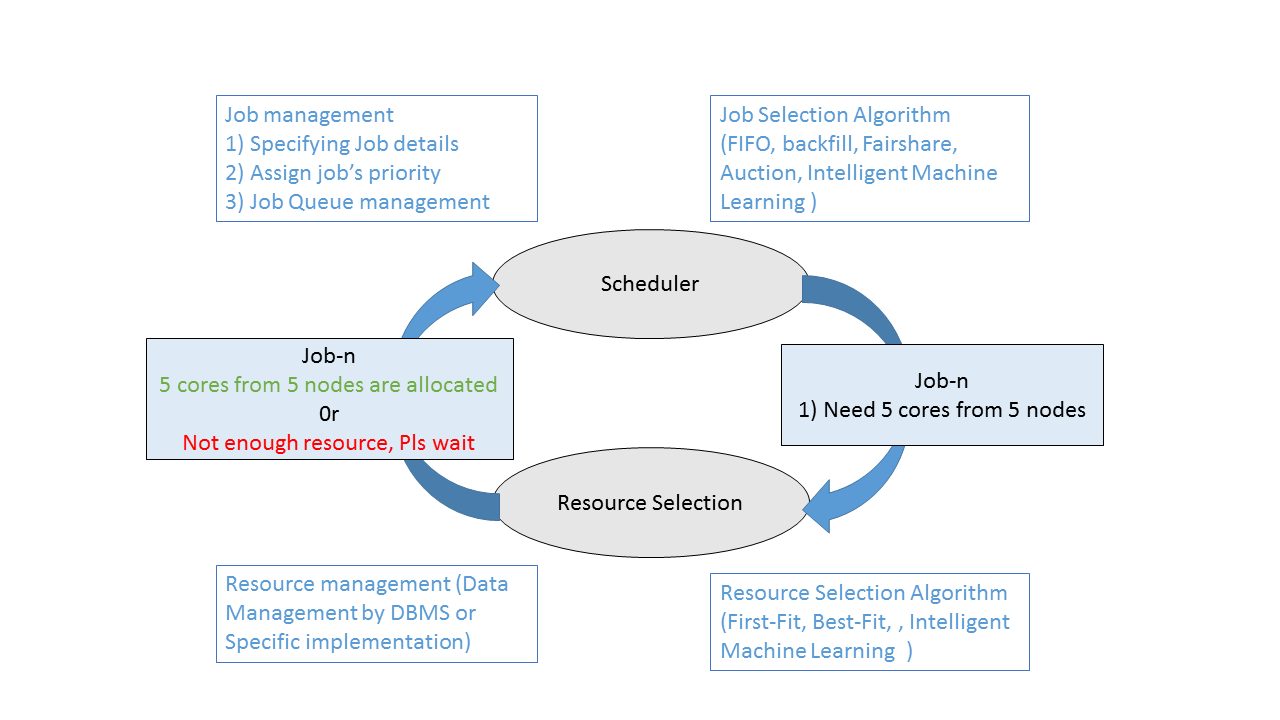 Job management
1) Specifying Job details
2) Assign job’s priority
3) Job Queue management
Job Selection Algorithm
(FIFO, backfill, Fairshare,
Auction, Intelligent Machine
Learning )
Scheduler
Job-n
5 cores from 5 nodes are allocated
0r
Not enough resource, Pls wait
Job-n
1) Need 5 cores from 5 nodes
Resource Selection
Resource management (Data
Management by DBMS or
Specific implementation)
Resource Selection Algorithm
(First-Fit, Best-Fit, , Intelligent
Machine Learning  )